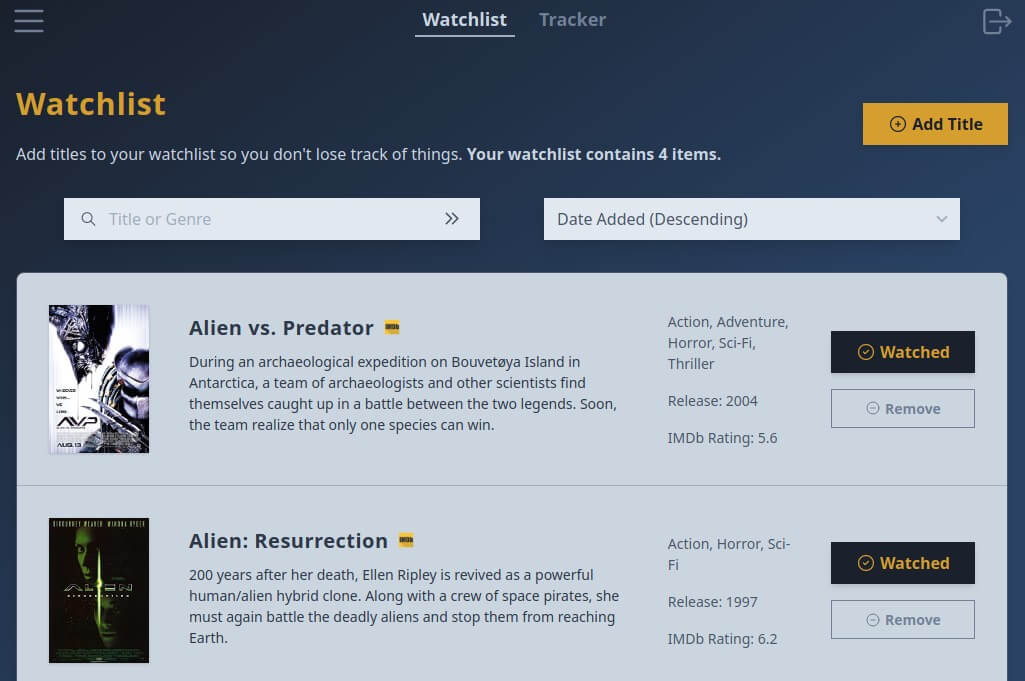 Watchlist Tracker
Watchlist
Add Title
Add titles to your watchlist so you don't lose track of things. Your watchlist contains 4 items.
Title or Genre
Date Added (Descending)
Alien vs. Predator IMDb
During an archaeological expedition on Bouvetøya Island in
Antarctica, a team of archaeologists and other scientists find
themselves caught up in a battle between the two legends. Soon,
the team realize that only one species can win.
Action, Adventure,
Horror, Sci-Fi,
Thriller
Release: 2004
IMDb Rating: 5.6
Watched
Remove
WHOEVER
WINS...
WE
LOSE
AVP
AUG.13
Alien: Resurrection IMDb
200 years after her death, Ellen Ripley is revived as a powerful
human/alien hybrid clone. Along with a crew of space pirates, she
must again battle the deadly aliens and stop them from reaching
Earth.
Action, Horror, Sci-
Fi
Release: 1997
IMDb Rating: 6.2
Watched
Remove
SIGOURNEY WEAVER WINONA RYDER
ALIEN
RESURRECTION